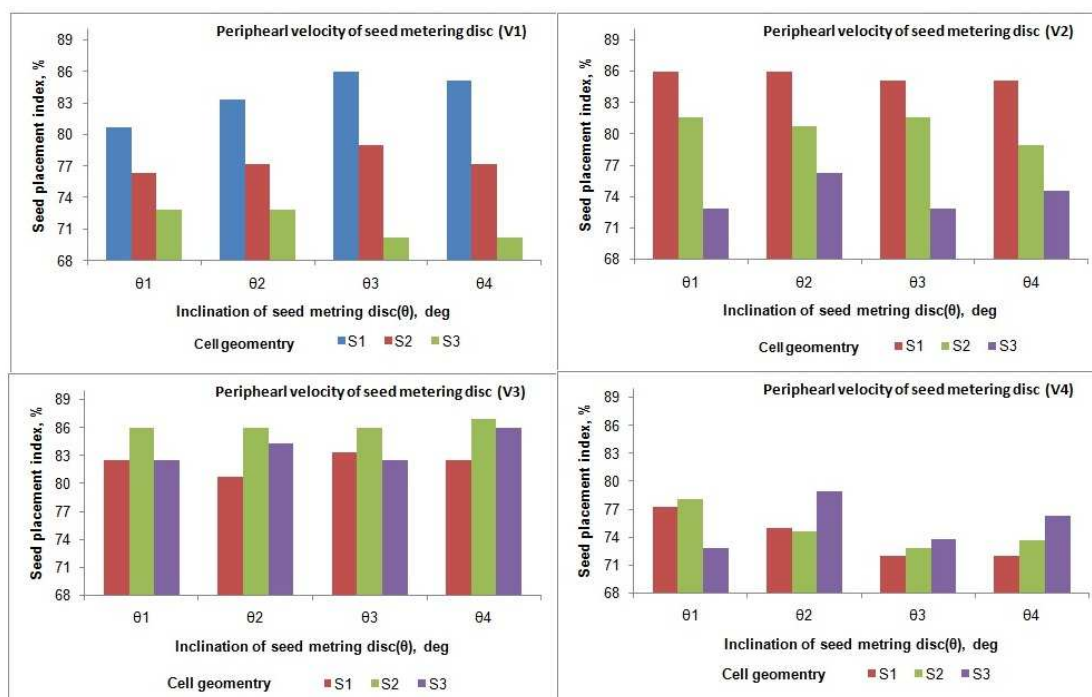 Periphearl velocity of seed metering disc (V1)
Seed placement index, %
89
86
83
80
77
74
71
68
θ1 θ2 θ3 θ4
Inclination of seed metring disc(θ), deg
Cell geomentry S1 S2 S3
Periphearl velocity of seed metering disc (V2)
Seed placement index, %
89
86
83
80
77
74
71
68
θ1 θ2 θ3 θ4
Inclination of seed metring disc(θ), deg
Cell geomentry S1 S2 S3
Periphearl velocity of seed metering disc (V3)
Seed placement index, %
89
86
83
80
77
74
71
68
θ1 θ2 θ3 θ4
Inclination of seed metring disc(θ), deg
Cell geomentry S1 S2 S3
Periphearl velocity of seed metering disc (V4)
Seed placement index, %
89
86
83
80
77
74
71
68
θ1 θ2 θ3 θ4
Inclination of seed metring disc(θ), deg
Cell geomentry S1 S2 S3